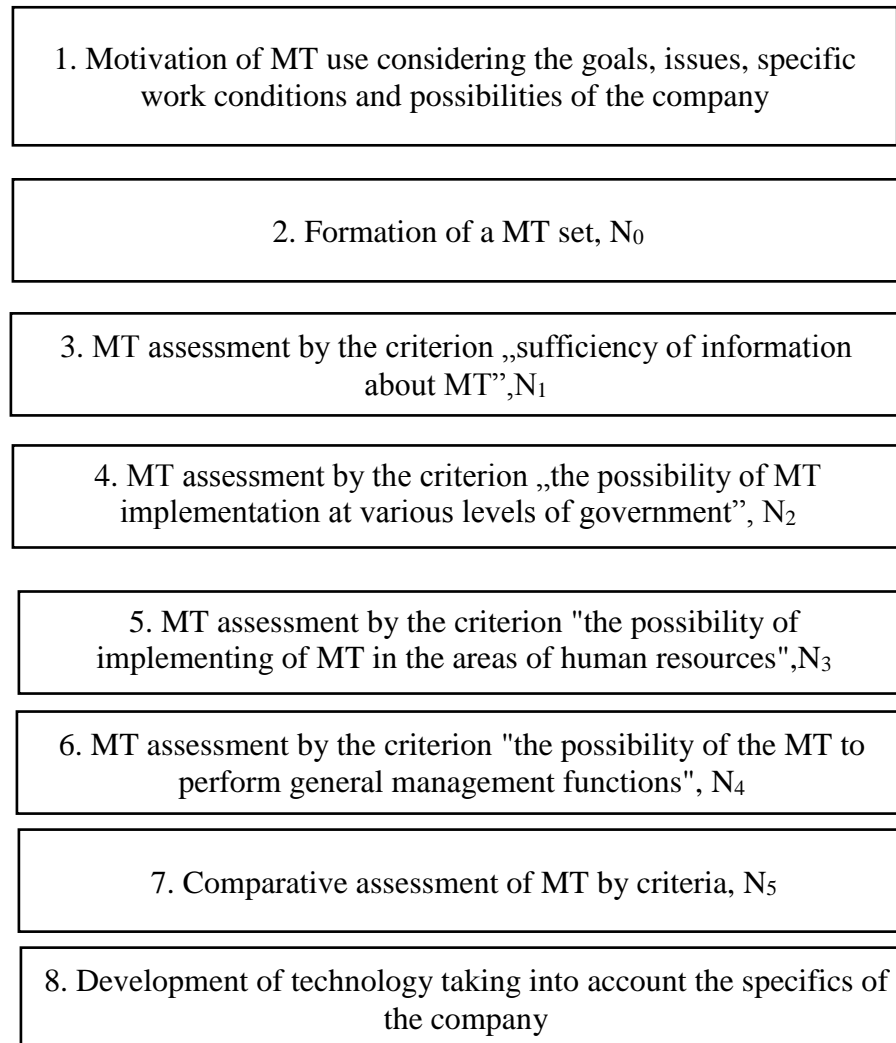 1. Motivation of MT use considering the goals, issues, specific
work conditions and possibilities of the company
2. Formation of a MT set, N₀
3. MT assessment by the criterion „sufficiency of information
about MT”,N₁
4. MT assessment by the criterion „the possibility of MT
implementation at various levels of government”, N₂
5. MT assessment by the criterion "the possibility of
implementing of MT in the areas of human resources",N₃
6. MT assessment by the criterion "the possibility of the MT to
perform general management functions", N₄
7. Comparative assessment of MT by criteria, N₅
8. Development of technology taking into account the specifics of
the company